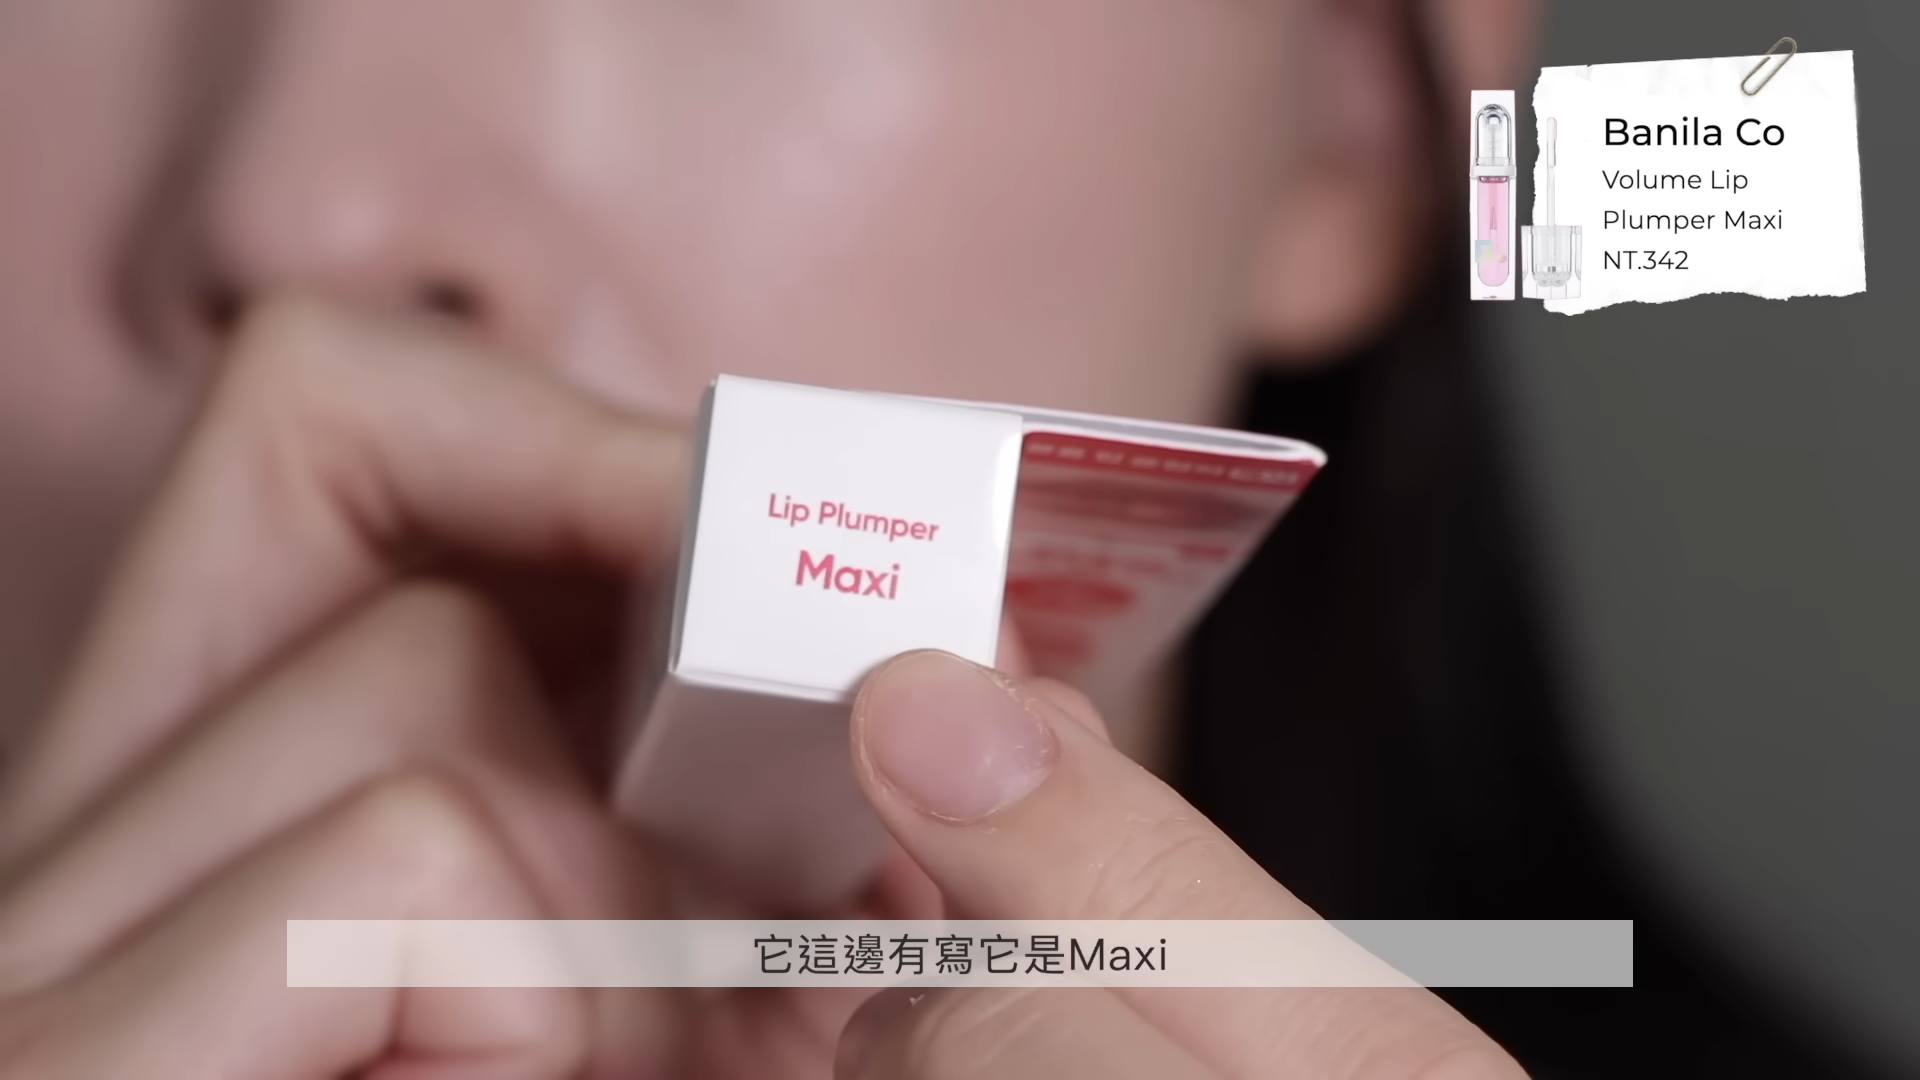 Banila Co
Volume Lip
Plumper Maxi
NT.342
Lip Plumper
Maxi
它這邊有寫它是Maxi